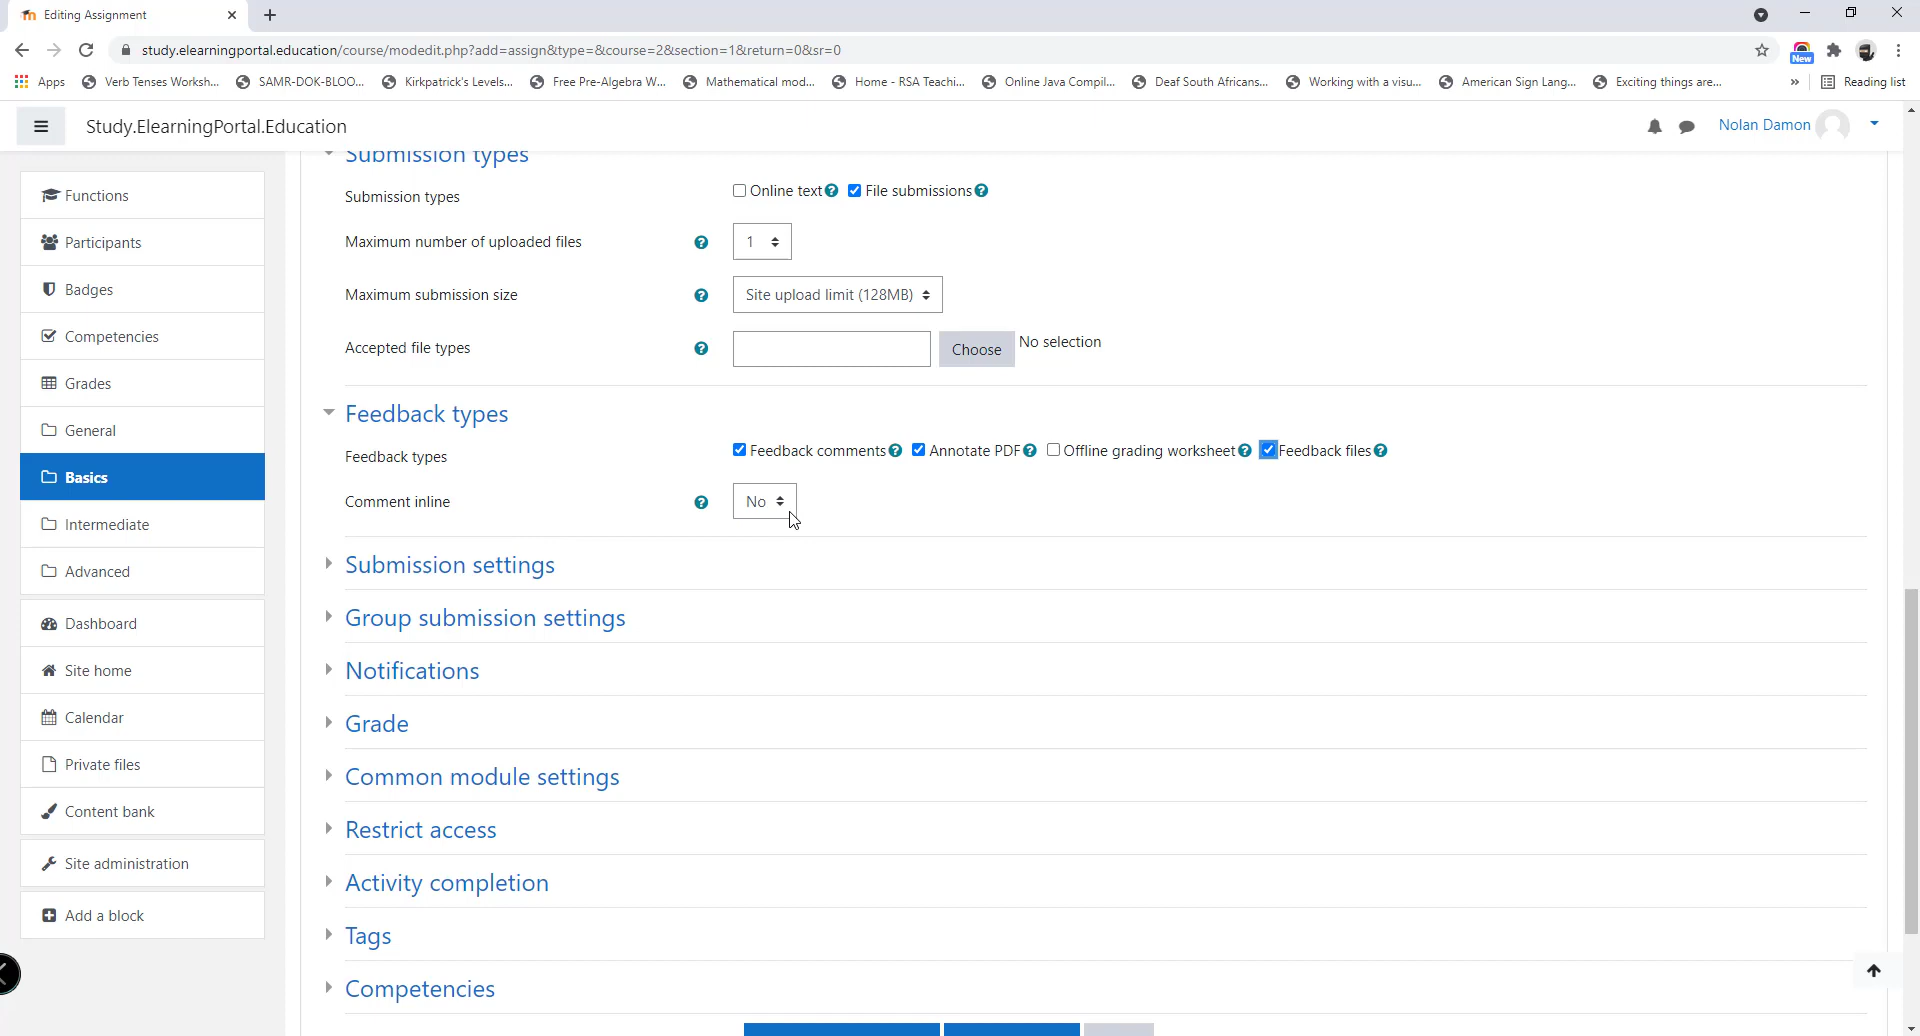 Editing Assignment
study.elearningportal.education/course/modedit.php?add=assign&type=&course=2&section=1&return=0&sr=0
New
Apps Verb Tenses Worksh... SAMR-DOK-BLOO... Kirkpatrick's Levels... Free Pre-Algebra W... Mathematical mod... Home - RSA Teachi... Online Java Compil... Deaf South Africans... Working with a visu... American Sign Lang... Exciting things are... » Reading list
Study.ElearningPortal.Education
Nolan Damon
Functions
Participants
Badges
Competencies
Grades
General
Basics
Intermediate
Advanced
Dashboard
Site home
Calendar
Private files
Content bank
Site administration
Add a block
Submission types
Submission types Online text File submissions
Maximum number of uploaded files 1
Maximum submission size Site upload limit (128MB)
Accepted file types Choose No selection
Feedback types
Feedback types Feedback comments Annotate PDF Offline grading worksheet Feedback files
Comment inline No
Submission settings
Group submission settings
Notifications
Grade
Common module settings
Restrict access
Activity completion
Tags
Competencies